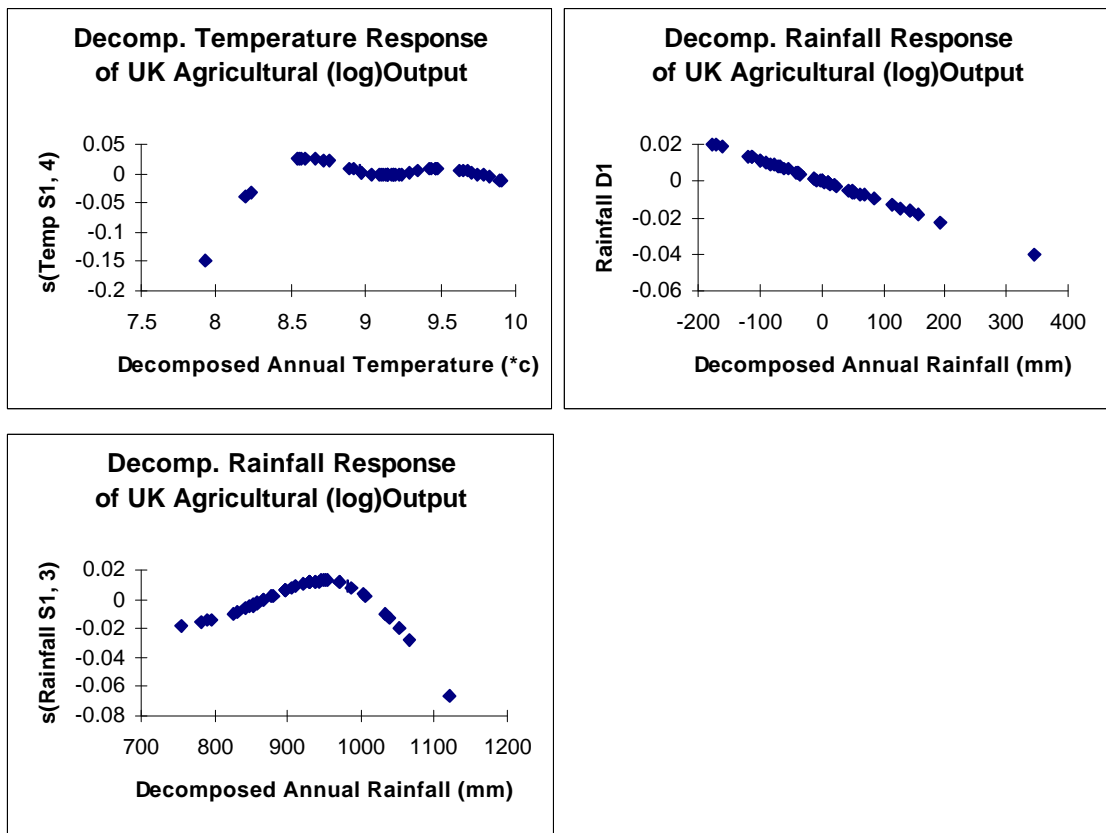 Decomp. Temperature Response
of UK Agricultural (log)Output
s(Temp S1, 4)
0.05
0
-0.05
-0.1
-0.15
-0.2
7.5 8 8.5 9 9.5 10
Decomposed Annual Temperature (*c)
Decomp. Rainfall Response
of UK Agricultural (log)Output
Rainfall D1
0.02
0
-0.02
-0.04
-0.06
-200 -100 0 100 200 300 400
Decomposed Annual Rainfall (mm)
Decomp. Rainfall Response
of UK Agricultural (log)Output
s(Rainfall S1, 3)
0.02
0
-0.02
-0.04
-0.06
-0.08
700 800 900 1000 1100 1200
Decomposed Annual Rainfall (mm)